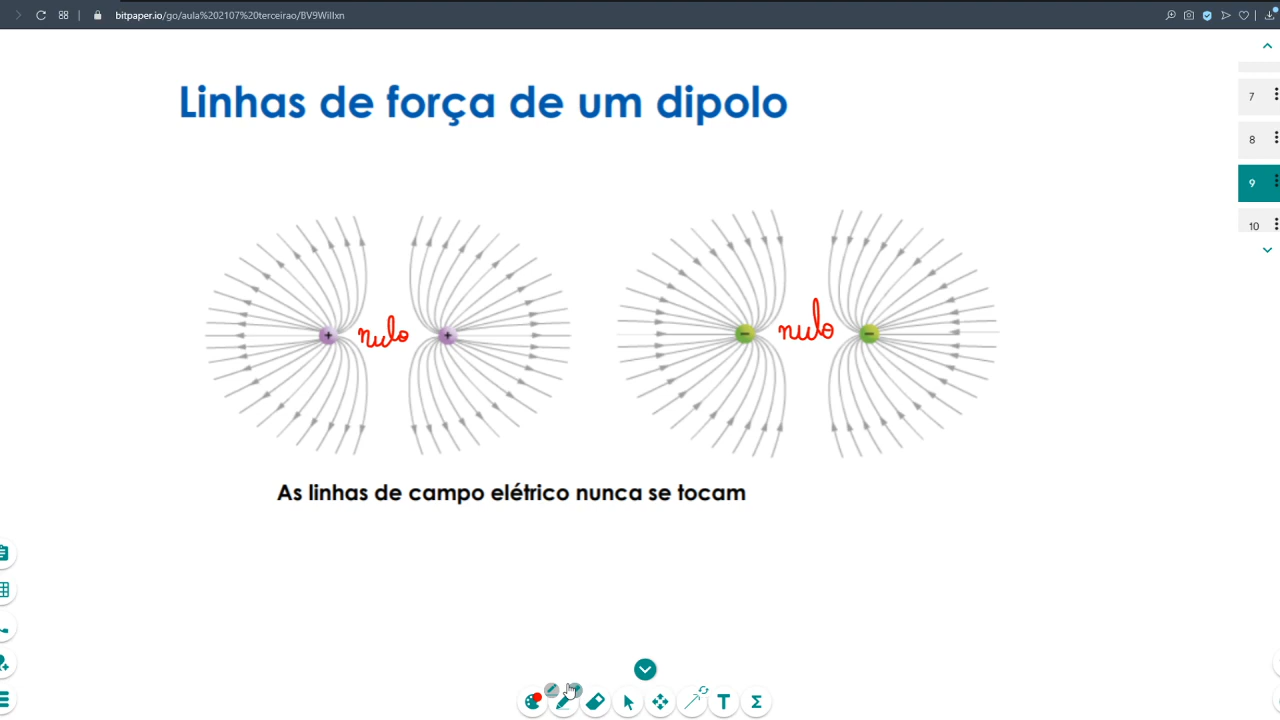 bitpaper.io/go/aula%202107%20terceirao/BV9WiIlxn
Linhas de força de um dipolo
7
8
9
10
+ nulo +
- nulo -
As linhas de campo elétrico nunca se tocam
T Σ